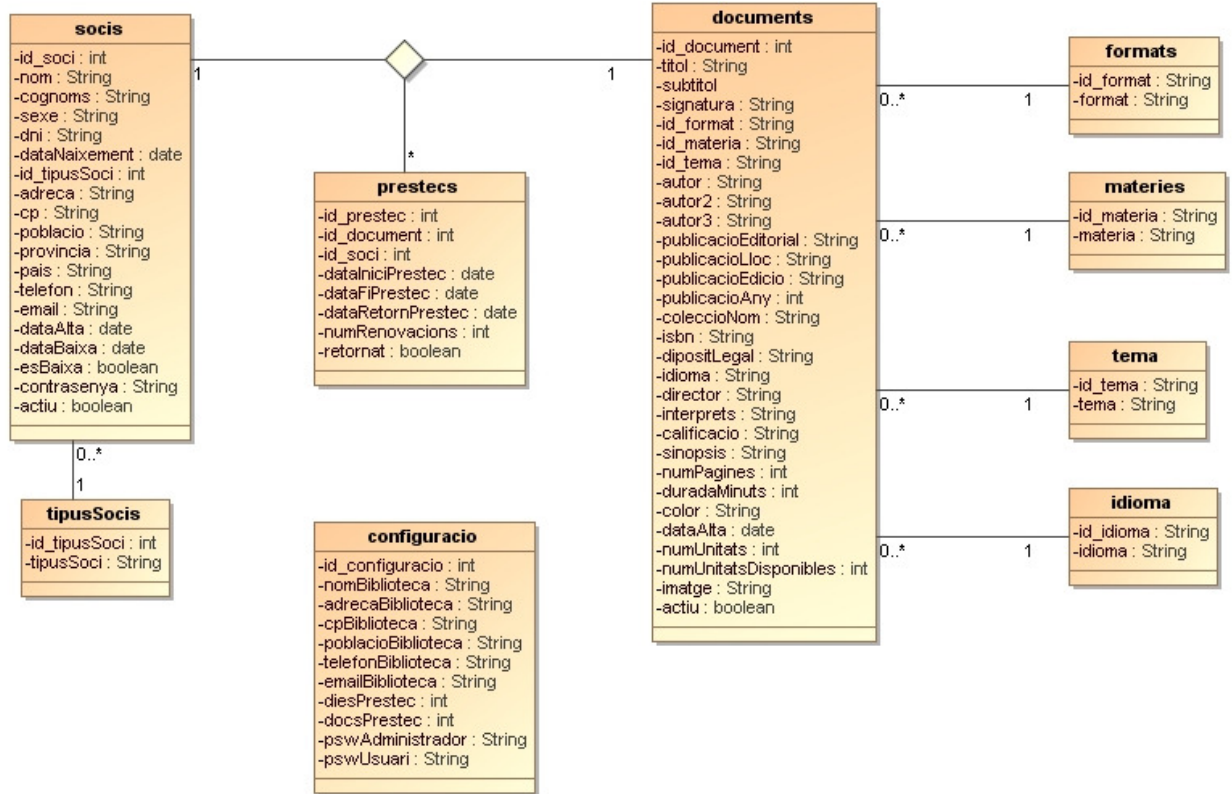 socis
-id_soci : int
-nom : String
-cognoms : String
-sexe : String
-dni : String
-dataNaixement : date
-id_tipusSoci : int
-adreca : String
-cp : String
-poblacio : String
-provincia : String
-pais : String
-telefon : String
-email : String
-dataAlta : date
-dataBaixa : date
-esBaixa : boolean
-contrasenya : String
-actiu : boolean
1
1
*
0..*
1
tipusSocis
-id_tipusSoci : int
-tipusSoci : String
prestecs
-id_prestec : int
-id_document : int
-id_soci : int
-dataIniciPrestec : date
-dataFiPrestec : date
-dataRetornPrestec : date
-numRenovacions : int
-retornat : boolean
configuracio
-id_configuracio : int
-nomBiblioteca : String
-adrecaBiblioteca : String
-cpBiblioteca : String
-poblacioBiblioteca : String
-telefonBiblioteca : String
-emailBiblioteca : String
-diesPrestec : int
-docsPrestec : int
-pswAdministrador : String
-pswUsuari : String
documents
-id_document : int
-titol : String
-subtitol
-signatura : String
-id_format : String
-id_materia : String
-id_tema : String
-autor : String
-autor2 : String
-autor3 : String
-publicacioEditorial : String
-publicacioLloc : String
-publicacioEdicio : String
-publicacioAny : int
-coleccioNom : String
-isbn : String
-dipositLegal : String
-idioma : String
-director : String
-interprets : String
-calificacio : String
-sinopsis : String
-numPagines : int
-duradaMinuts : int
-color : String
-dataAlta : date
-numUnitats : int
-numUnitatsDisponibles : int
-imatge : String
-actiu : boolean
0..* 1
formats
-id_format : String
-format : String
0..* 1
materies
-id_materia : String
-materia : String
0..* 1
tema
-id_tema : String
-tema : String
0..* 1
idioma
-id_idioma : String
-idioma : String